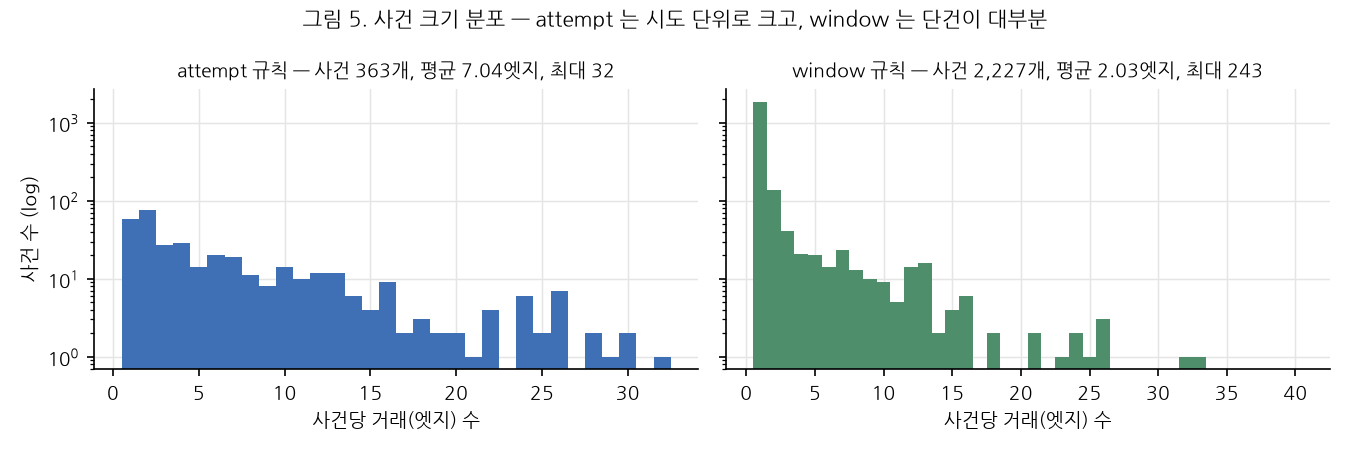 그림 5. 사건 크기 분포 — attempt 는 시도 단위로 크고, window 는 단건이 대부분
attempt 규칙 — 사건 363개, 평균 7.04엣지, 최대 32
window 규칙 — 사건 2,227개, 평균 2.03엣지, 최대 243
사건 수 (log)
10³
10²
10¹
10⁰
0 5 10 15 20 25 30
0 5 10 15 20 25 30 35 40
사건당 거래(엣지) 수
사건당 거래(엣지) 수